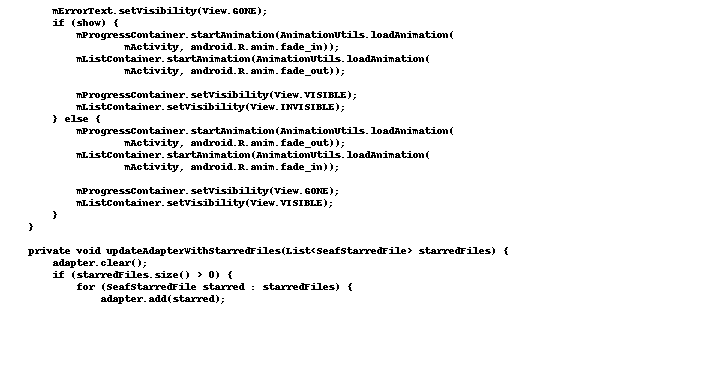 mErrorText.setVisibility(View.GONE);
if (show) {
mProgressContainer.startAnimation(AnimationUtils.loadAnimation(
mActivity, android.R.anim.fade_in));
mListContainer.startAnimation(AnimationUtils.loadAnimation(
mActivity, android.R.anim.fade_out));
mProgressContainer.setVisibility(View.VISIBLE);
mListContainer.setVisibility(View.INVISIBLE);
} else {
mProgressContainer.startAnimation(AnimationUtils.loadAnimation(
mActivity, android.R.anim.fade_out));
mListContainer.startAnimation(AnimationUtils.loadAnimation(
mActivity, android.R.anim.fade_in));
mProgressContainer.setVisibility(View.GONE);
mListContainer.setVisibility(View.VISIBLE);
}
}
private void updateAdapterWithStarredFiles(List<SeafStarredFile> starredFiles) {
adapter.clear();
if (starredFiles.size() > 0) {
for (SeafStarredFile starred : starredFiles) {
adapter.add(starred);